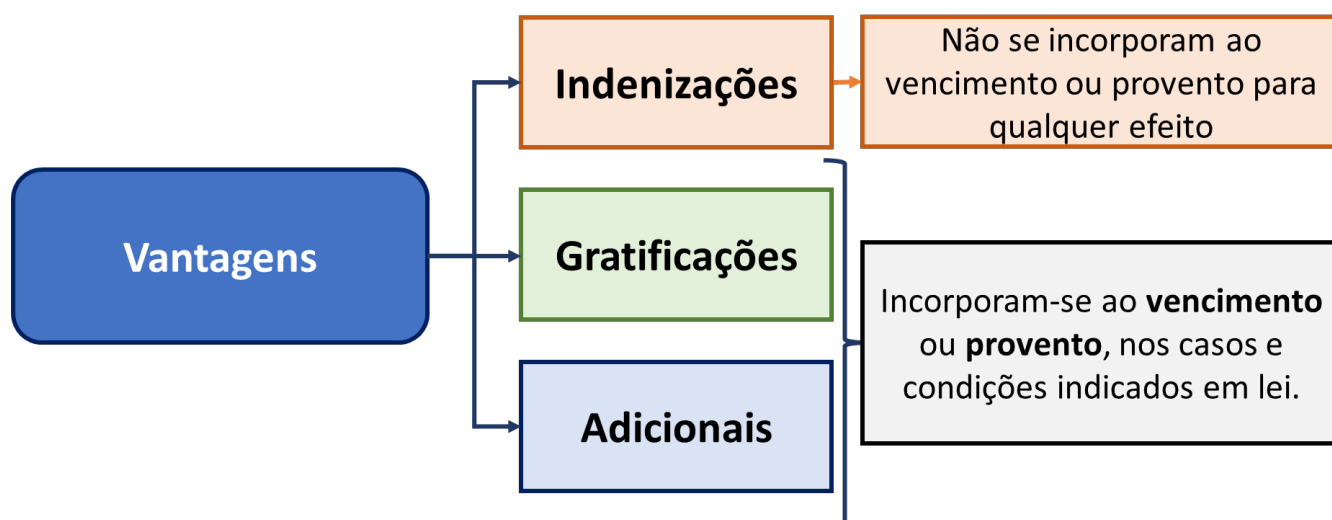 Vantagens
Indenizações
Não se incorporam ao
vencimento ou provento para
qualquer efeito
Gratificações
Adicionais
Incorporam-se ao vencimento
ou provento, nos casos e
condições indicados em lei.